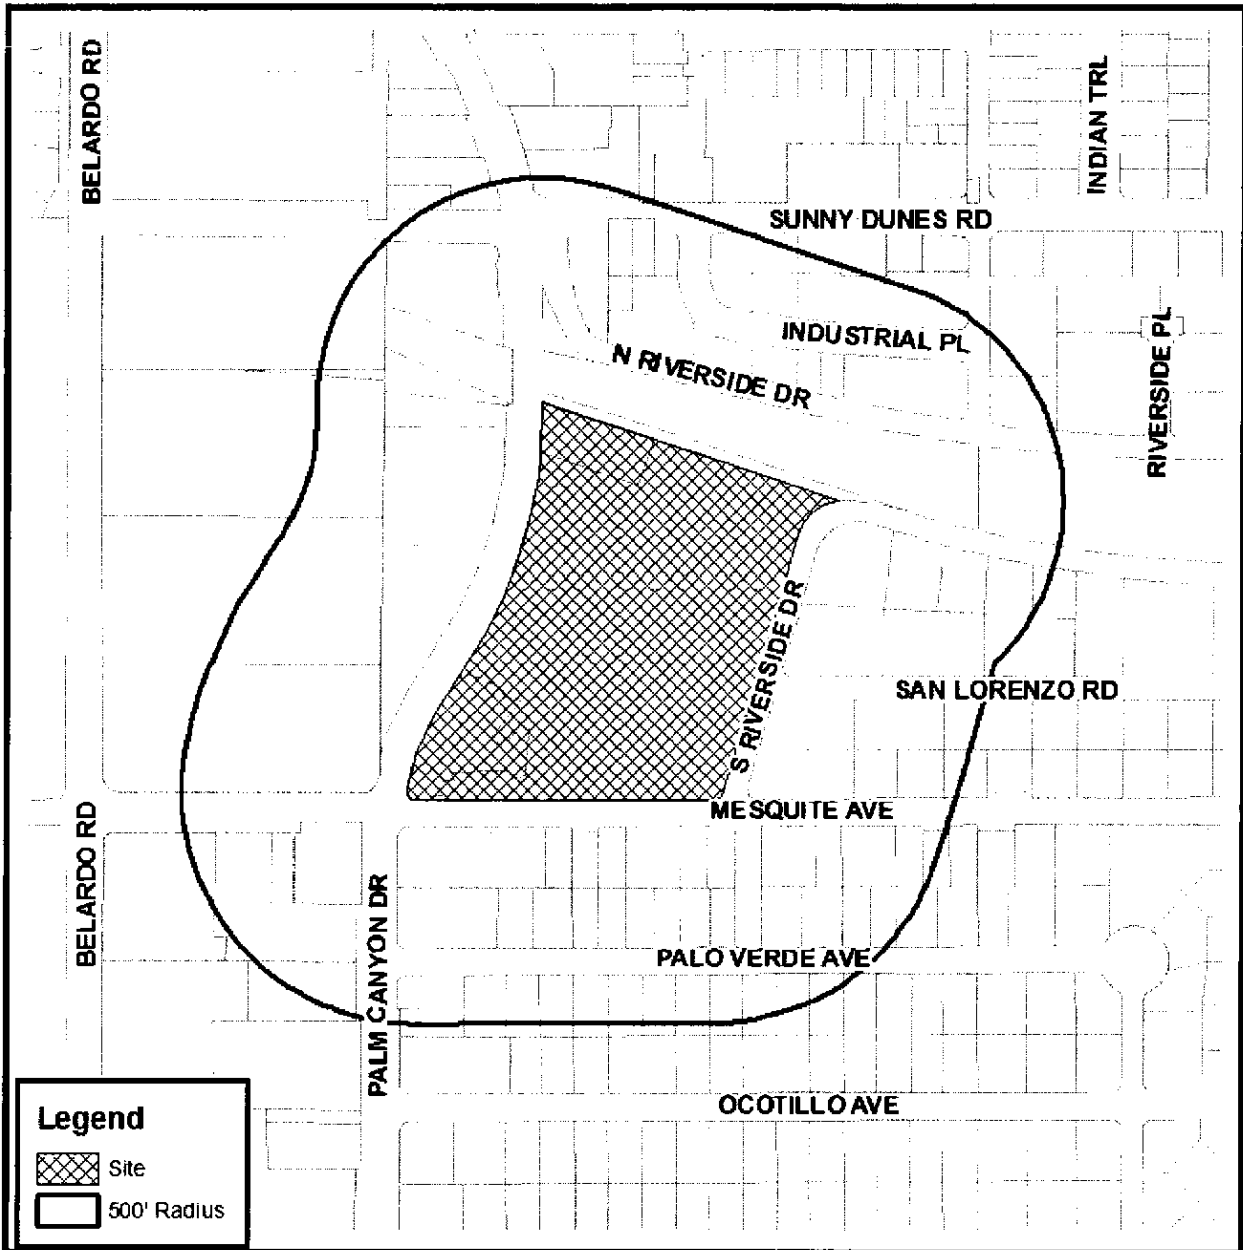 BELARDO RD
INDIAN TRL
SUNNY DUNES RD
INDUSTRIAL PL
N RIVERSIDE DR
RIVERSIDE PL
S RIVERSIDE DR
SAN LORENZO RD
MESQUITE AVE
BELARDO RD
PALM CANYON DR
PALO VERDE AVE
OCOTILLO AVE
Legend
Site
500' Radius